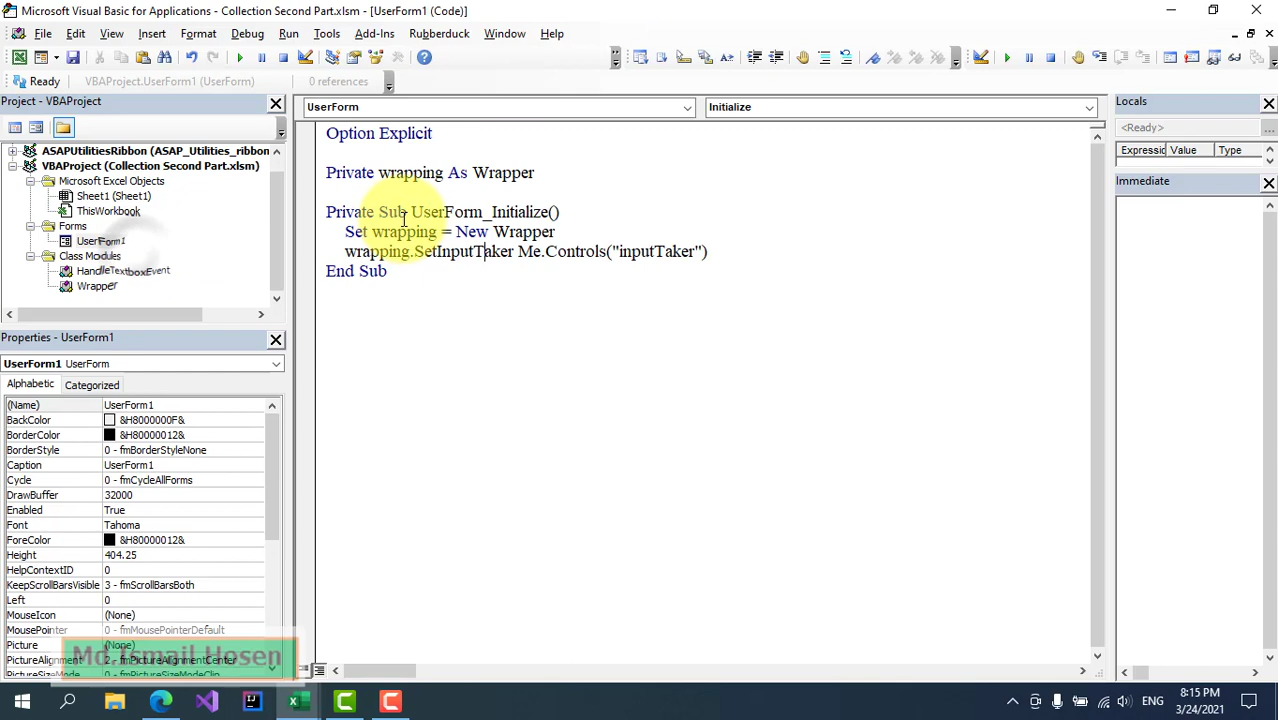 Microsoft Visual Basic for Applications - Collection Second Part.xlsm - [UserForm1 (Code)]
File Edit View Insert Format Debug Run Tools Add-Ins Rubberduck Window Help
Ready VBAProject.UserForm1 (UserForm) 0 references
Project - VBAProject
ASAPUtilitiesRibbon (ASAP_Utilities_ribbon
VBAProject (Collection Second Part.xlsm)
Microsoft Excel Objects
Sheet1 (Sheet1)
ThisWorkbook
Forms
UserForm1
Class Modules
HandleTextboxEvent
Wrapper
Properties - UserForm1
UserForm1 UserForm
Alphabetic Categorized
(Name) UserForm1
BackColor &H8000000F&
BorderColor &H80000012&
BorderStyle 0 - fmBorderStyleNone
Caption UserForm1
Cycle 0 - fmCycleAllForms
DrawBuffer 32000
Enabled True
Font Tahoma
ForeColor &H80000012&
Height 404.25
HelpContextID 0
KeepScrollBarsVisible 3 - fmScrollBarsBoth
Left 0
MouseIcon (None)
MousePointer 0 - fmMousePointerDefault
Picture (None)
PictureAlignment 2 - fmPictureAlignmentCenter
PictureSizeMode 0 - fmPictureSizeModeClip
Md.Ismail Hosen
UserForm Initialize
Option Explicit
Private wrapping As Wrapper
Private Sub UserForm_Initialize()
Set wrapping = New Wrapper
wrapping.SetInputTaker Me.Controls("inputTaker")
End Sub
Locals
<Ready>
Expressic Value Type
Immediate
ENG
8:15 PM
3/24/2021